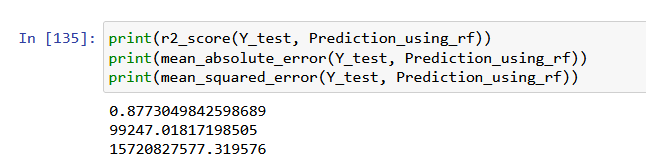 In [135]: print(r2_score(Y_test, Prediction_using_rf))
print(mean_absolute_error(Y_test, Prediction_using_rf))
print(mean_squared_error(Y_test, Prediction_using_rf))
0.8773049842598689
99247.01817198505
15720827577.319576